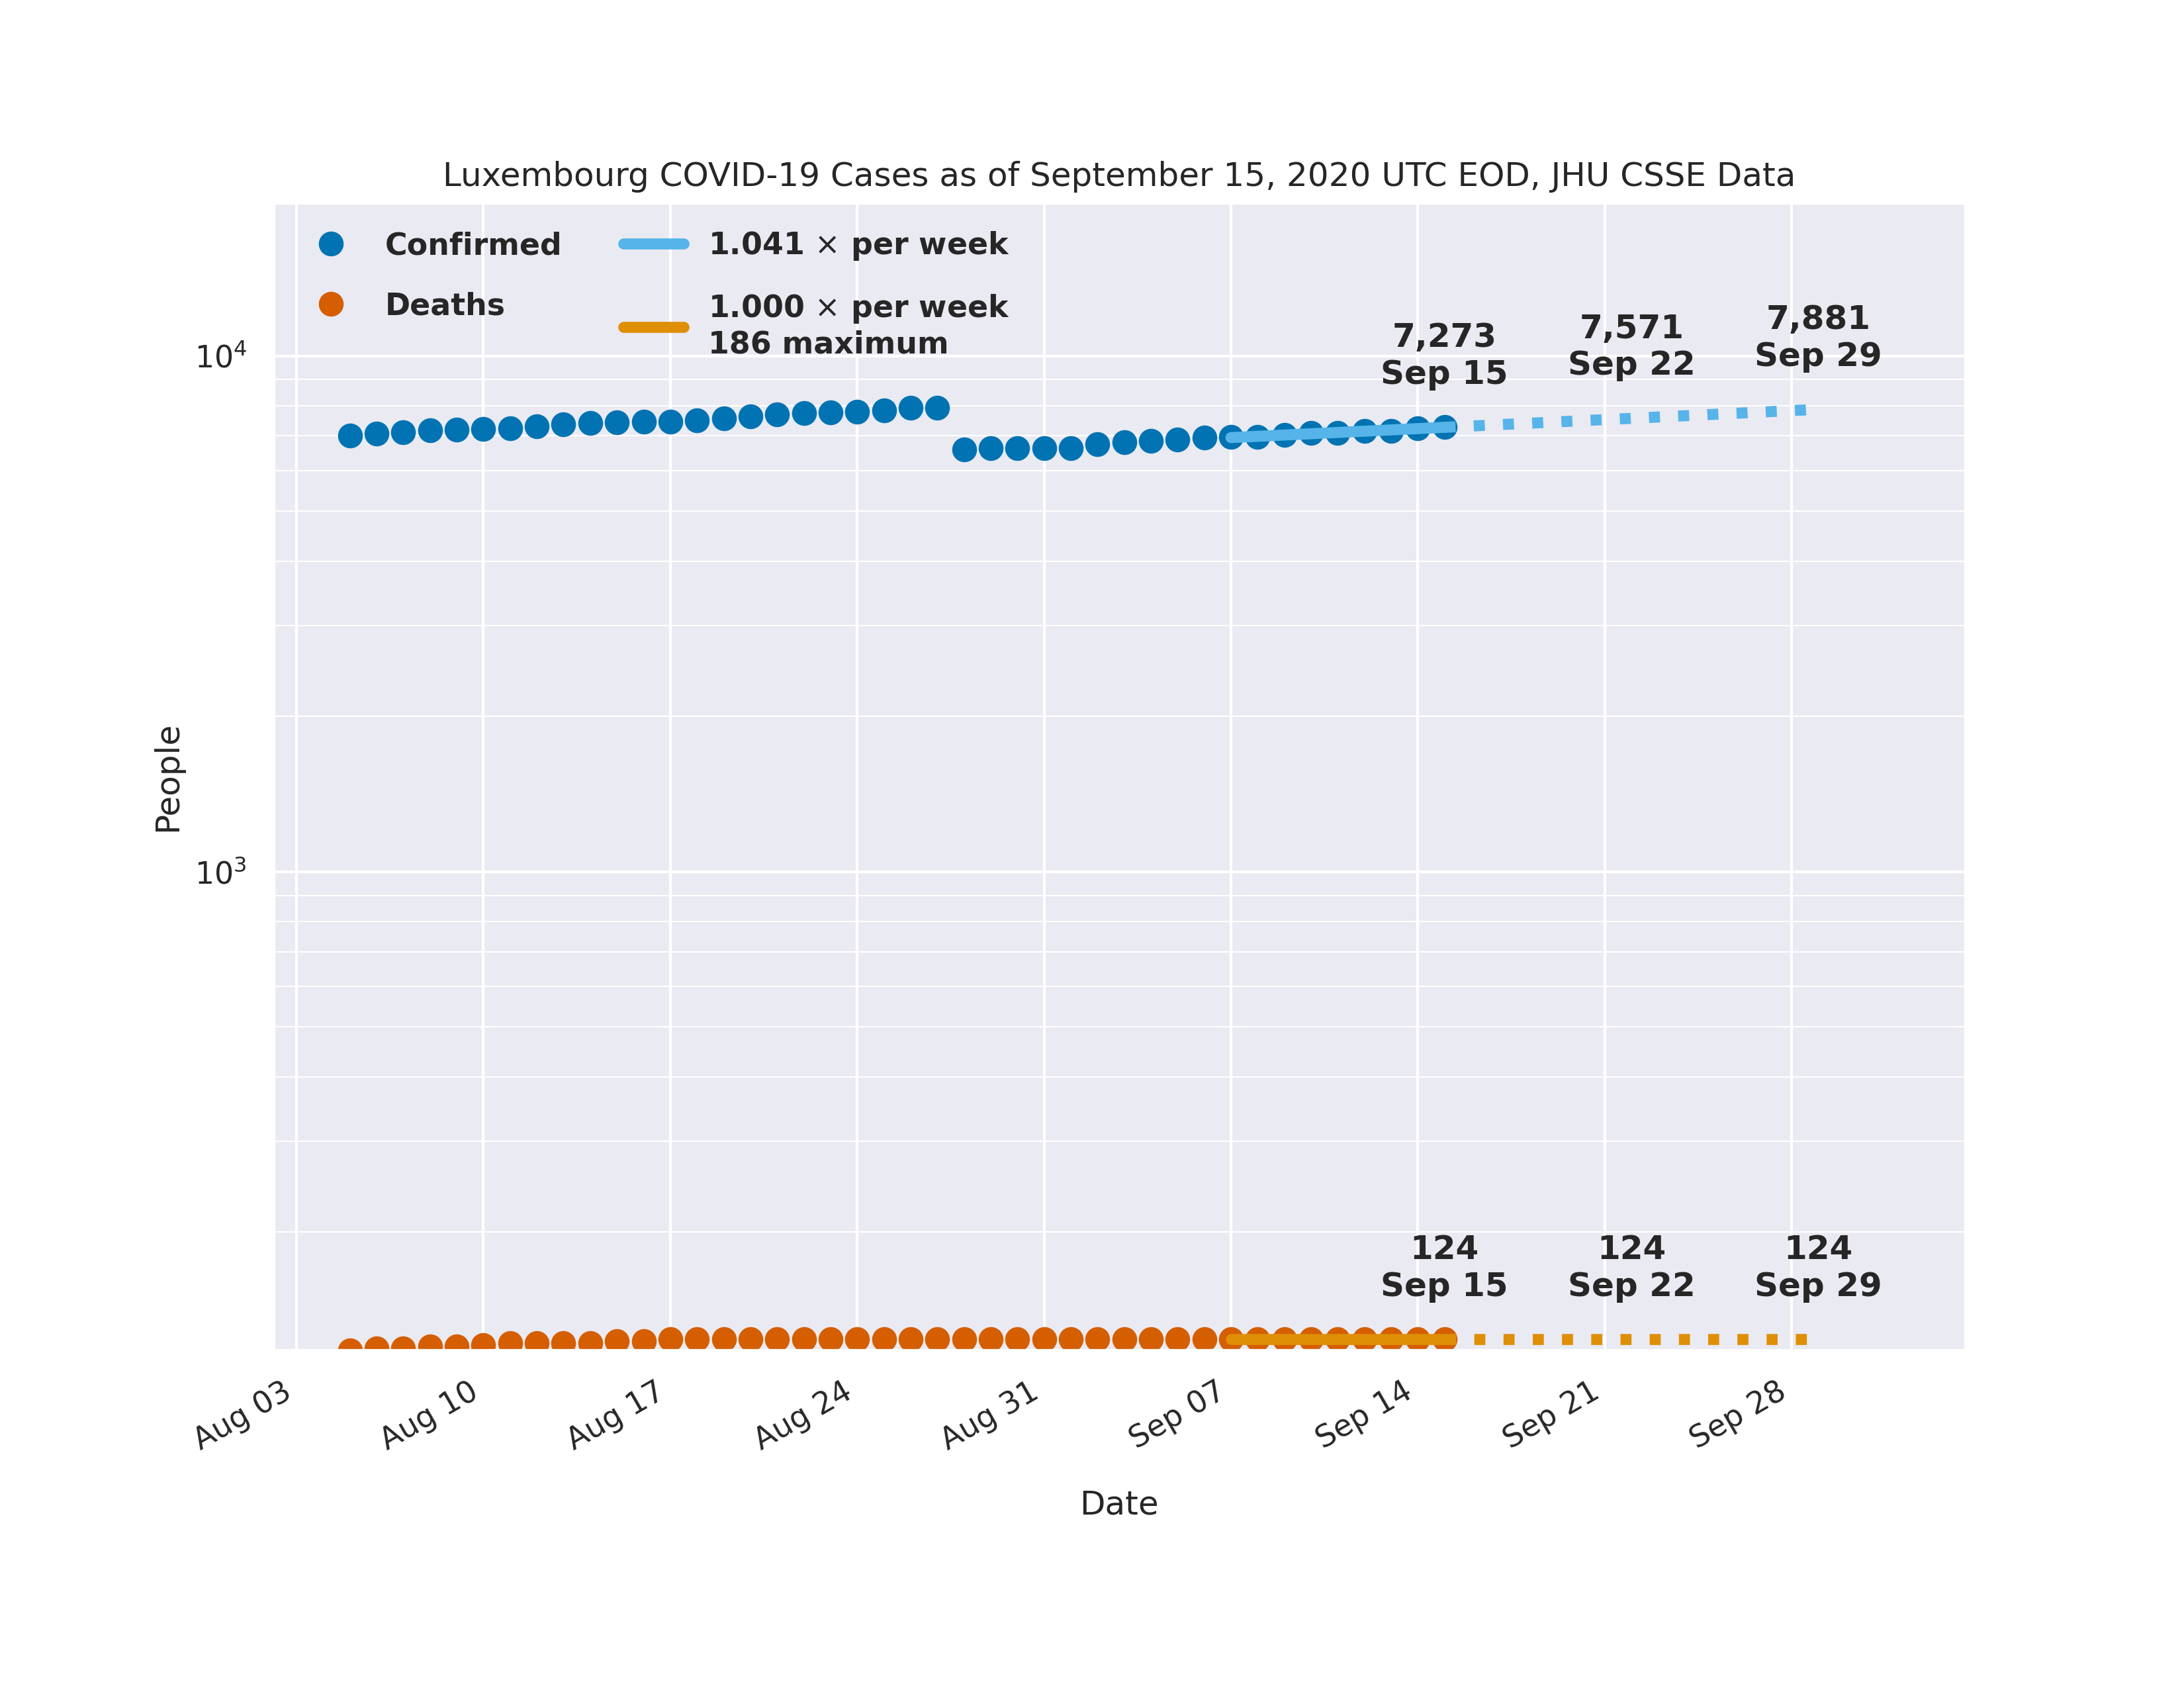 Luxembourg COVID-19 Cases as of September 15, 2020 UTC EOD, JHU CSSE Data
Confirmed
Deaths
1.041 × per week
1.000 × per week
186 maximum
7,273
Sep 15
7,571
Sep 22
7,881
Sep 29
10⁴
10³
People
124
Sep 15
124
Sep 22
124
Sep 29
Aug 03
Aug 10
Aug 17
Aug 24
Aug 31
Sep 07
Sep 14
Sep 21
Sep 28
Date